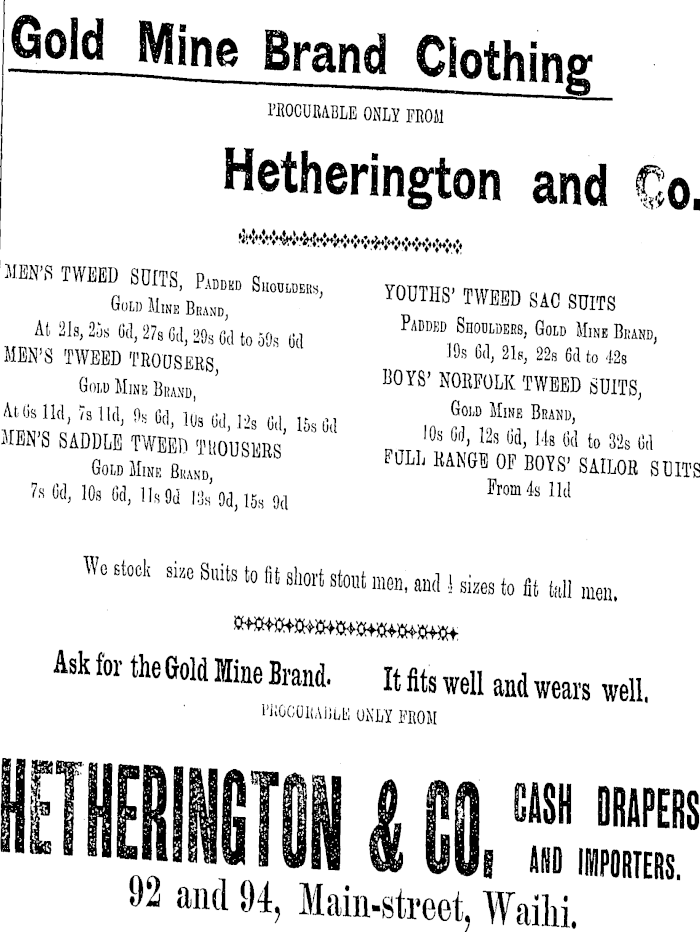 Gold Mine Brand Clothing
PROCURABLE ONLY FROM
Hetherington and Co.
MEN'S TWEED SUITS, PADDED SHOULDERS,
GOLD MINE BRAND,
At 21s, 25s 6d, 27s 6d, 29s 6d to 59s 6d
MEN'S TWEED TROUSERS,
GOLD MINE BRAND,
At 6s 11d, 7s 11d, 9s 6d, 10s 6d, 12s 6d, 15s 6d
MEN'S SADDLE TWEED TROUSERS
GOLD MINE BRAND,
7s 6d, 10s 6d, 11s 9d 13s 9d, 15s 9d
YOUTHS' TWEED SAC SUITS
PADDED SHOULDERS, GOLD MINE BRAND,
19s 6d, 21s, 22s 6d to 42s
BOYS' NORFOLK TWEED SUITS,
GOLD MINE BRAND,
10s 6d, 12s 6d, 14s 6d to 32s 6d
FULL RANGE OF BOYS' SAILOR SUITS
From 4s 11d
We stock size Suits to fit short stout men, and sizes to fit tall men.
Ask for the Gold Mine Brand. It fits well and wears well.
PROCURABLE ONLY FROM
HETHERINGTON & CO, CASH DRAPERS
AND IMPORTERS.
92 and 94, Main-street, Waihi.